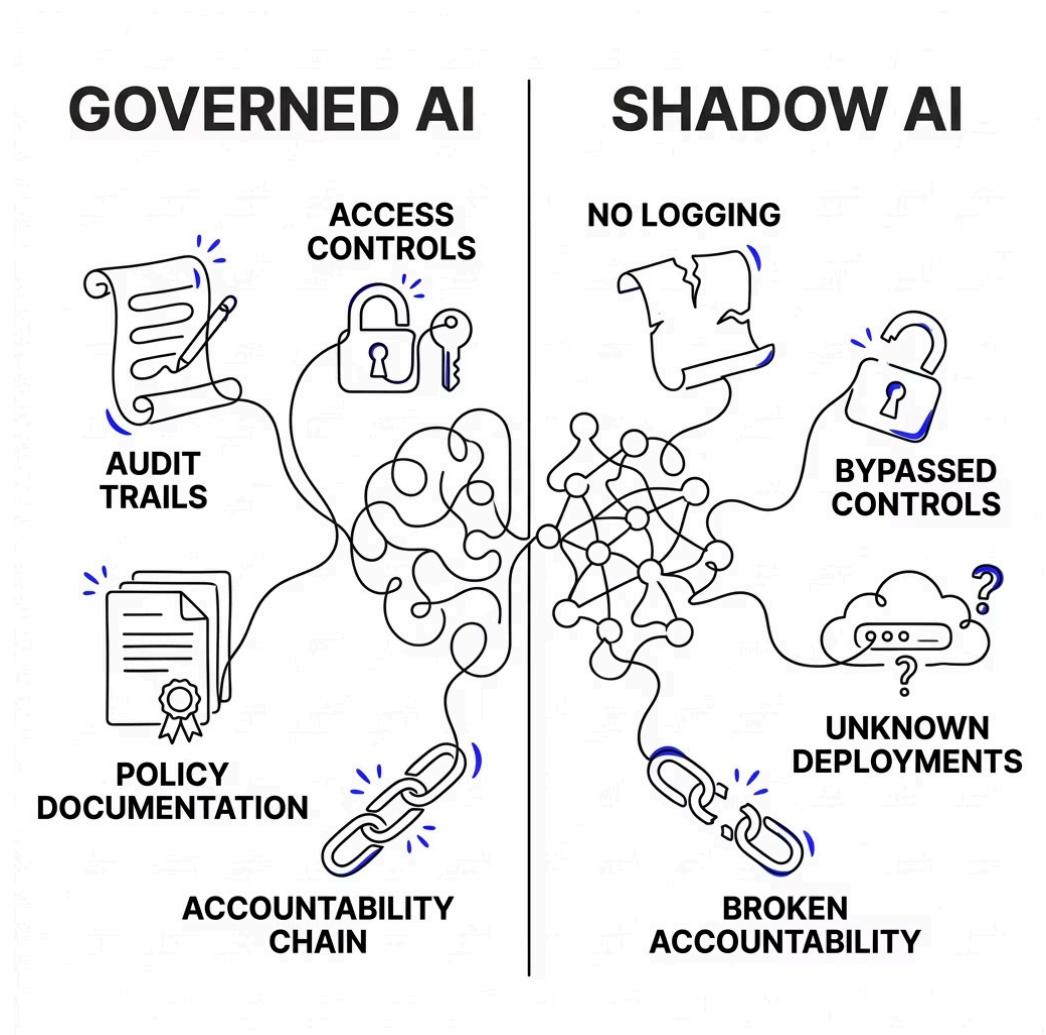 GOVERNED AI
ACCESS
CONTROLS
AUDIT
TRAILS
POLICY
DOCUMENTATION
ACCOUNTABILITY
CHAIN
SHADOW AI
NO LOGGING
BYPASSED
CONTROLS
?
?
UNKNOWN
DEPLOYMENTS
BROKEN
ACCOUNTABILITY